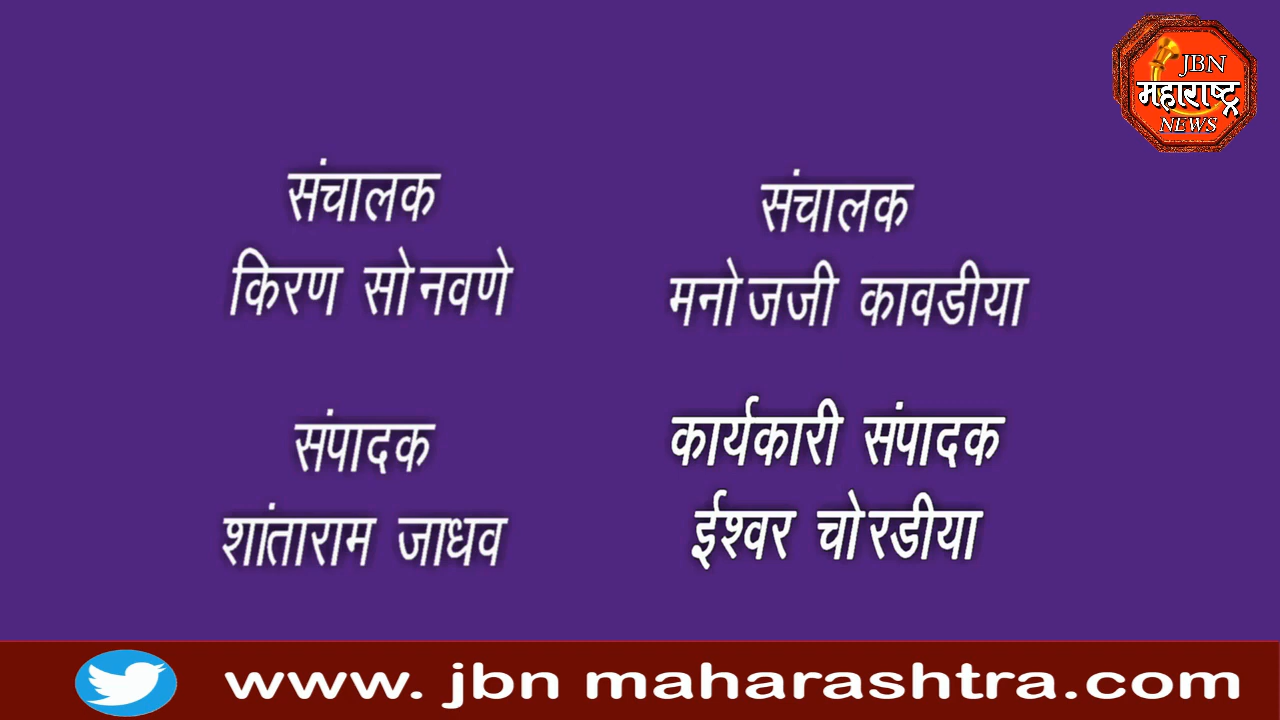 JBN
महाराष्ट्र
NEWS
संचालक
किरण सोनवणे
संचालक
मनोजजी कावडीया
संपादक
शांताराम जाधव
कार्यकारी संपादक
ईश्वर चोरडीया
www. jbn maharashtra.com